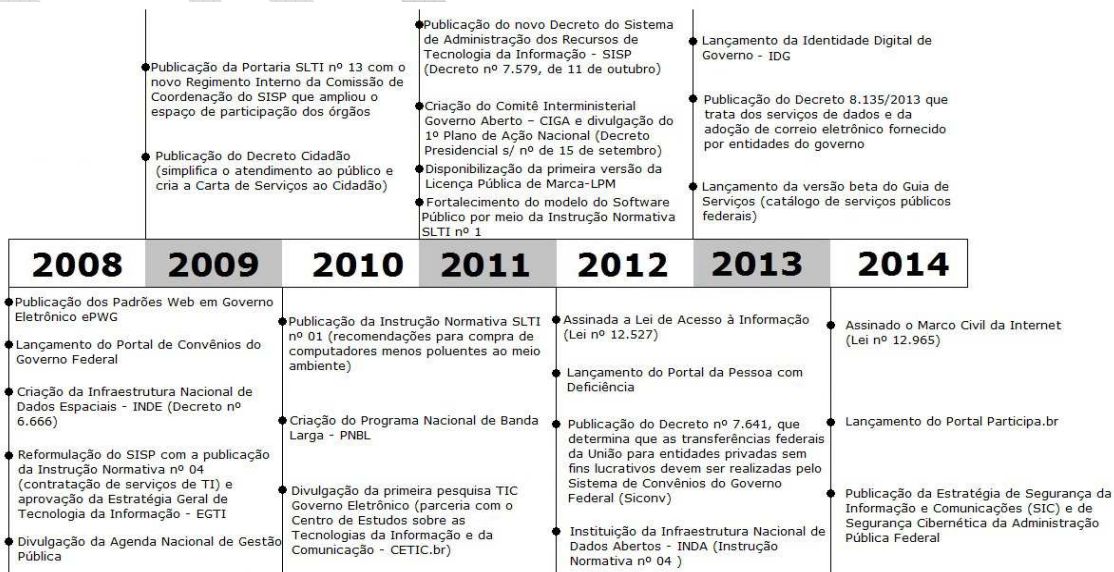 Publicação da Portaria SLTI nº 13 com o
novo Regimento Interno da Comissão de
Coordenação do SISP que ampliou o
espaço de participação dos órgãos
Publicação do Decreto Cidadão
(simplifica o atendimento ao público e
cria a Carta de Serviços ao Cidadão)
Publicação do novo Decreto do Sistema
de Administração dos Recursos de
Tecnologia da Informação - SISP
(Decreto nº 7.579, de 11 de outubro)
Criação do Comitê Interministerial
Governo Aberto – CIGA e divulgação do
1º Plano de Ação Nacional (Decreto
Presidencial s/ nº de 15 de setembro)
Disponibilização da primeira versão da
Licença Pública de Marca-LPM
Fortalecimento do modelo do Software
Público por meio da Instrução Normativa
SLTI nº 1
Lançamento da Identidade Digital de
Governo - IDG
Publicação do Decreto 8.135/2013 que
trata dos serviços de dados e da
adoção de correio eletrônico fornecido
por entidades do governo
Lançamento da versão beta do Guia de
Serviços (catálogo de serviços públicos
federais)
2008 2009 2010 2011 2012 2013 2014
Publicação dos Padrões Web em Governo
Eletrônico ePWG
Lançamento do Portal de Convênios do
Governo Federal
Criação da Infraestrutura Nacional de
Dados Espaciais - INDE (Decreto nº
6.666)
Reformulação do SISP com a publicação
da Instrução Normativa nº 04
(contratação de serviços de TI) e
aprovação da Estratégia Geral de
Tecnologia da Informação - EGTI
Divulgação da Agenda Nacional de Gestão
Pública
Publicação da Instrução Normativa SLTI
nº 01 (recomendações para compra de
computadores menos poluentes ao meio
ambiente)
Criação do Programa Nacional de Banda
Larga - PNBL
Divulgação da primeira pesquisa TIC
Governo Eletrônico (parceria com o
Centro de Estudos sobre as
Tecnologias da Informação e da
Comunicação - CETIC.br)
Assinada a Lei de Acesso à Informação
(Lei nº 12.527)
Lançamento do Portal da Pessoa com
Deficiência
Publicação do Decreto nº 7.641, que
determina que as transferências federais
da União para entidades privadas sem
fins lucrativos devem ser realizadas pelo
Sistema de Convênios do Governo
Federal (Siconv)
Instituição da Infraestrutura Nacional de
Dados Abertos - INDA (Instrução
Normativa nº 04 )
Assinado o Marco Civil da Internet
(Lei nº 12.965)
Lançamento do Portal Participa.br
Publicação da Estratégia de Segurança da
Informação e Comunicações (SIC) e de
Segurança Cibernética da Administração
Pública Federal